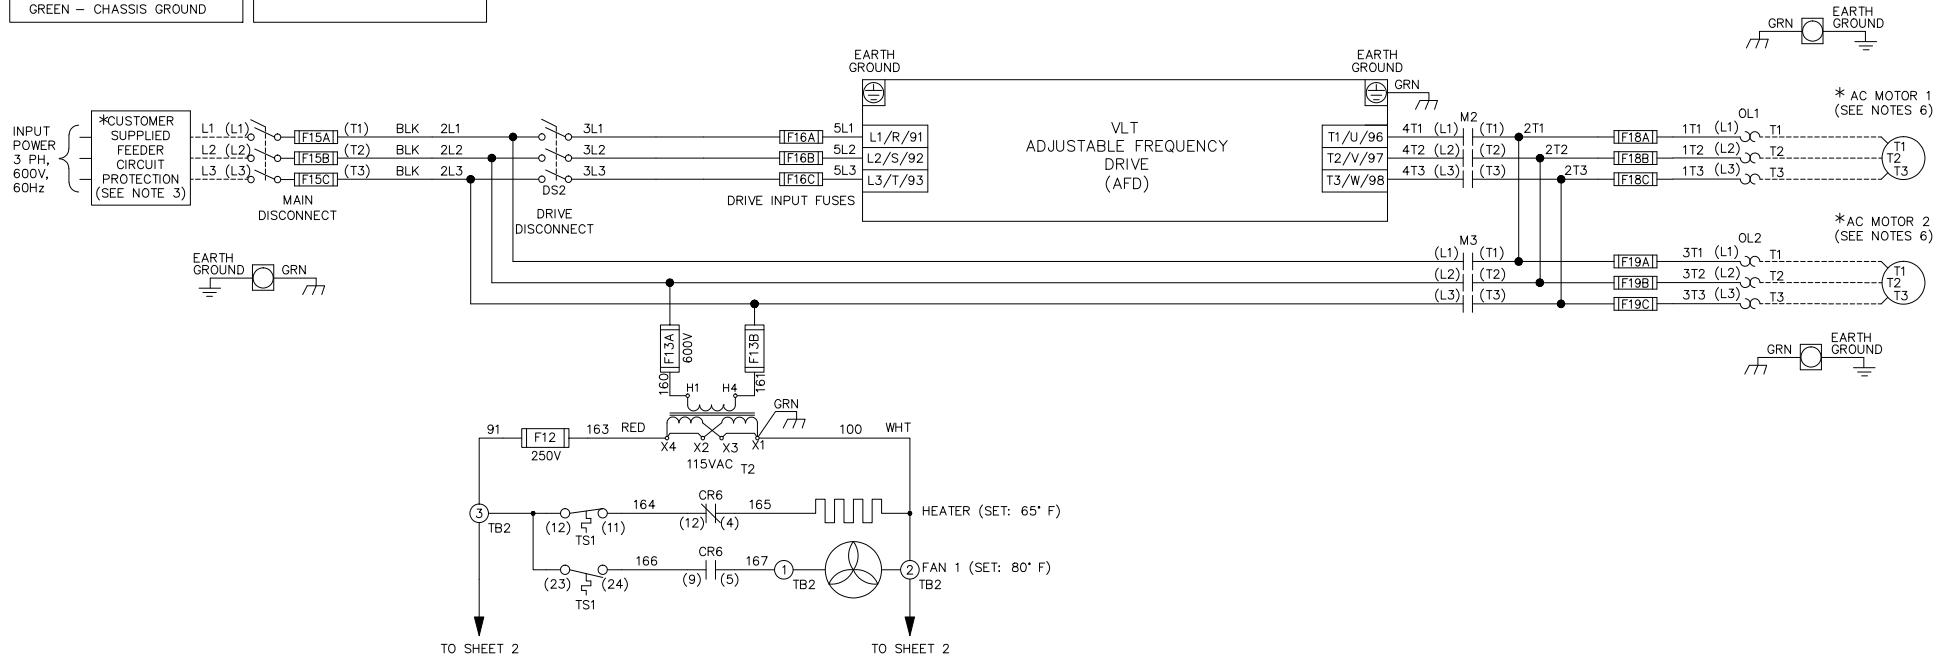 GREEN – CHASSIS GROUND
GRN
EARTH
GROUND
EARTH
GROUND
EARTH
GROUND
GRN
INPUT
POWER
3 PH,
600V,
60Hz
*CUSTOMER
SUPPLIED
FEEDER
CIRCUIT
PROTECTION
(SEE NOTE 3)
L1 (L1) F15A (T1) BLK 2L1 3L1 F16A 5L1 L1/R/91
L2 (L2) F15B (T2) BLK 2L2 3L2 F16B 5L2 L2/S/92
L3 (L3) F15C (T3) BLK 2L3 3L3 F16C 5L3 L3/T/93
MAIN
DISCONNECT
DS2
DRIVE
DISCONNECT
DRIVE INPUT FUSES
VLT
ADJUSTABLE FREQUENCY
DRIVE
(AFD)
M2
OL1
* AC MOTOR 1
(SEE NOTES 6)
T1/U/96 4T1 (L1) (T1) 2T1 F18A 1T1 (L1) T1
T2/V/97 4T2 (L2) (T2) 2T2 F18B 1T2 (L2) T2
T3/W/98 4T3 (L3) (T3) 2T3 F18C 1T3 (L3) T3
T1
T2
T3
EARTH
GROUND
GRN
M3
OL2
*AC MOTOR 2
(SEE NOTES 6)
(L1) (T1) F19A 3T1 (L1) T1
(L2) (T2) F19B 3T2 (L2) T2
(L3) (T3) F19C 3T3 (L3) T3
T1
T2
T3
GRN
EARTH
GROUND
F13A
600V
F13B
160
161
H1 H4
GRN
91 F12 163 RED
250V
X4 X2 X3 X1
100 WHT
115VAC T2
3
TB2
(12) (11)
TS1
164
CR6
(12) (4)
165
HEATER (SET: 65° F)
(23) (24)
TS1
166
CR6
(9) (5)
167
1
TB2
2
TB2
FAN 1 (SET: 80° F)
TO SHEET 2
TO SHEET 2